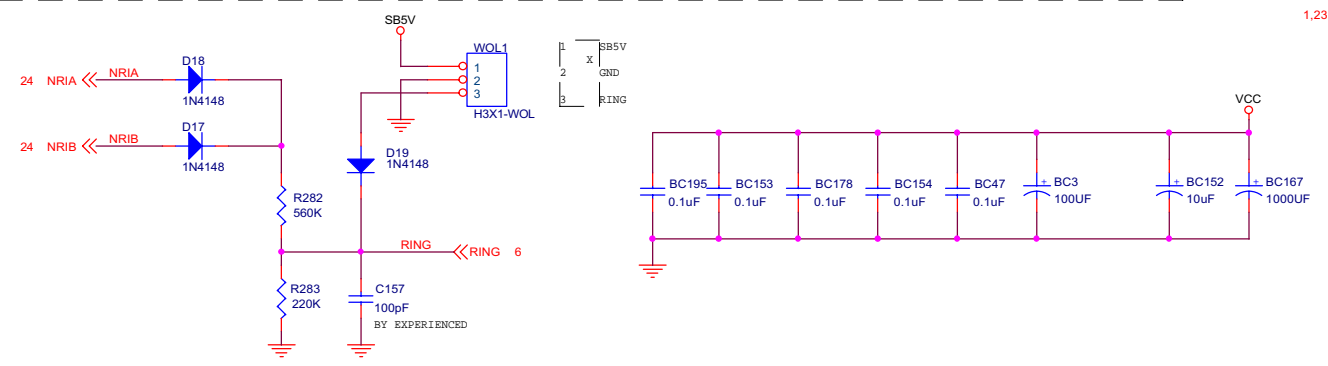 1,23
SB5V
WOL1
1
2
3
H3X1-WOL
1 SB5V
X
2 GND
3 RING
D18
24 NRIA NRIA
1N4148
D17
24 NRIB NRIB
1N4148
D19
1N4148
R282
560K
RING RING 6
R283
220K
C157
100pF
BY EXPERIENCED
VCC
BC195
0.1uF
BC153
0.1uF
BC178
0.1uF
BC154
0.1uF
BC47
0.1uF
+ BC3
100UF
+ BC152
10uF
+ BC167
1000UF